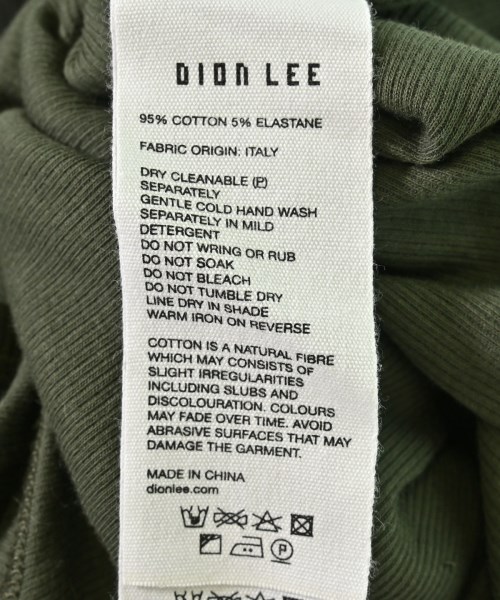 DION LEE
95% COTTON 5% ELASTANE
FABRIC ORIGIN: ITALY
DRY CLEANABLE (P)
SEPARATELY
GENTLE COLD HAND WASH
SEPARATELY IN MILD
DETERGENT
DO NOT WRING OR RUB
DO NOT SOAK
DO NOT BLEACH
DO NOT TUMBLE DRY
LINE DRY IN SHADE
WARM IRON ON REVERSE
COTTON IS A NATURAL FIBRE
WHICH MAY CONSISTS OF
SLIGHT IRREGULARITIES
INCLUDING SLUBS AND
DISCOLOURATION. COLOURS
MAY FADE OVER TIME. AVOID
ABRASIVE SURFACES THAT MAY
DAMAGE THE GARMENT.
MADE IN CHINA
dionlee.com
P